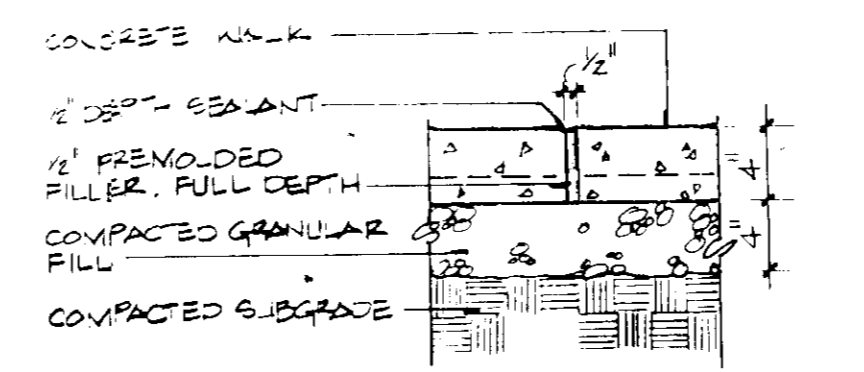 CONCRETE WALK
1/2"
1/2" DEPTH SEALANT
1/2" PREMOLDED
FILLER. FULL DEPTH
4"
COMPACTED GRANULAR
FILL
4"
COMPACTED SUBGRADE